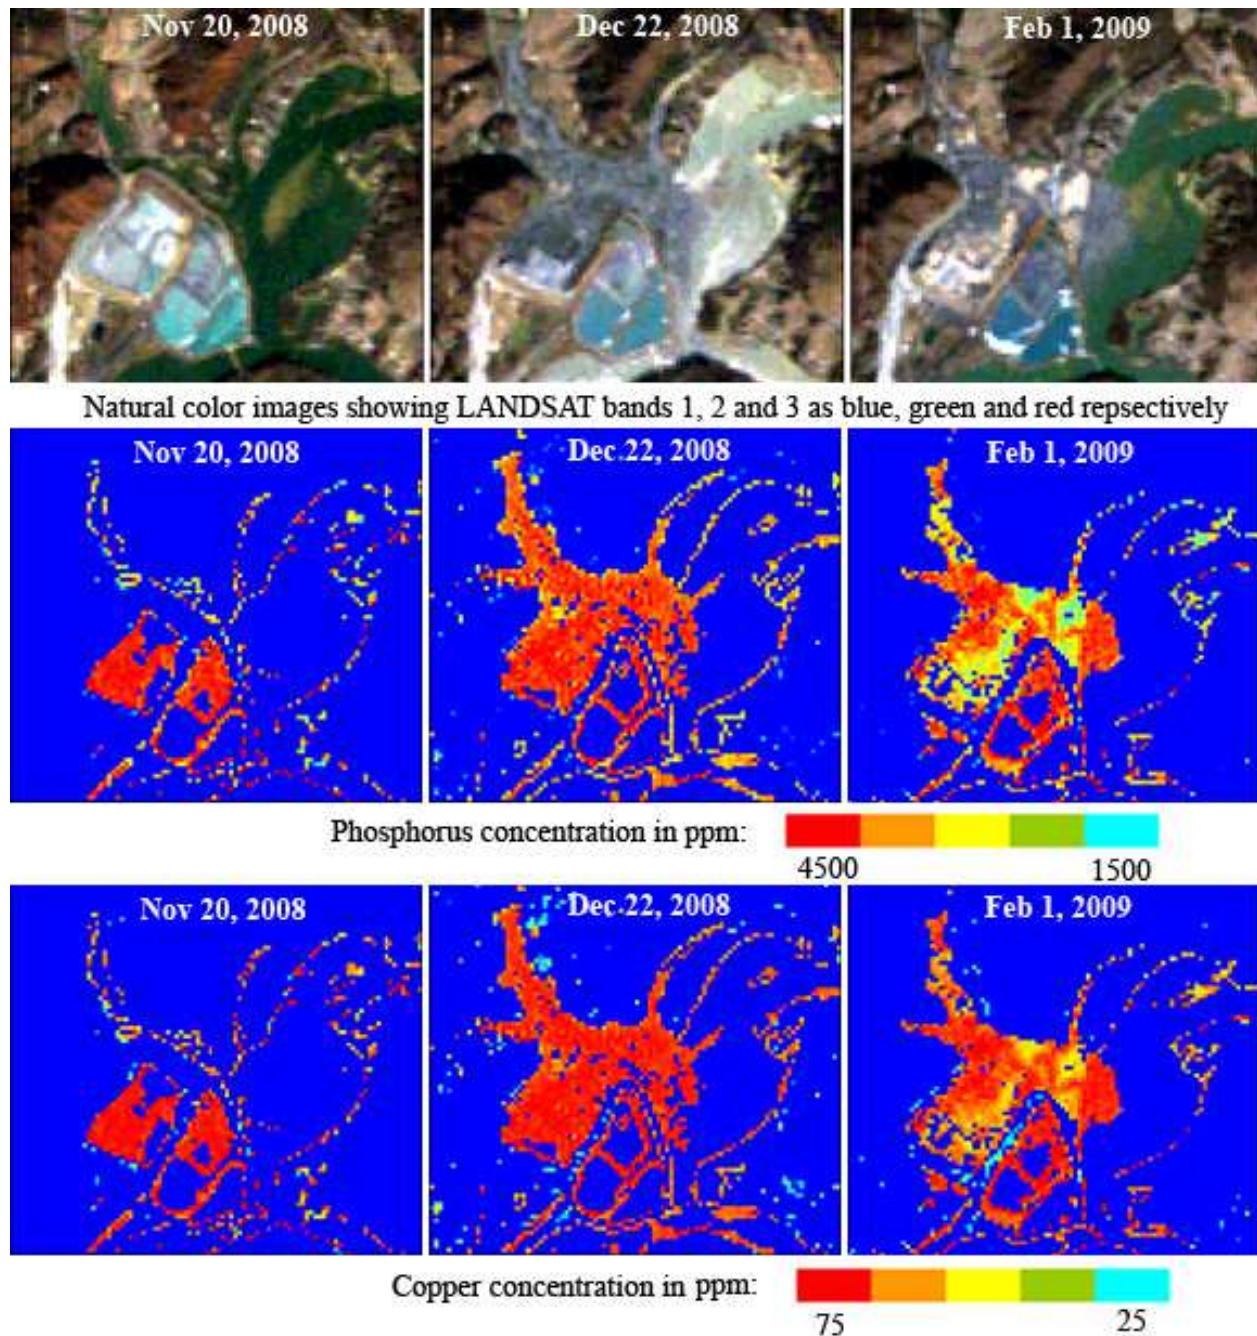 Nov 20, 2008 Dec 22, 2008 Feb 1, 2009
Natural color images showing LANDSAT bands 1, 2 and 3 as blue, green and red repsectively
Nov 20, 2008 Dec 22, 2008 Feb 1, 2009
Phosphorus concentration in ppm:
4500 1500
Nov 20, 2008 Dec 22, 2008 Feb 1, 2009
Copper concentration in ppm:
75 25